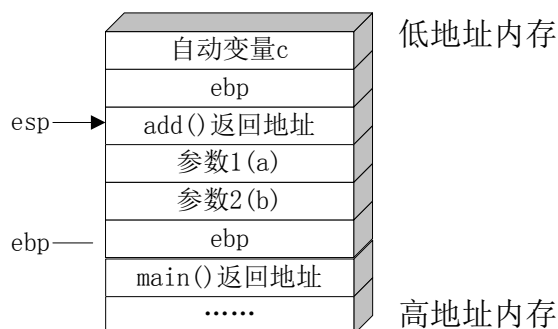 低地址内存
自动变量c
ebp
esp
add()返回地址
参数1(a)
参数2(b)
ebp
ebp
main()返回地址
……
高地址内存